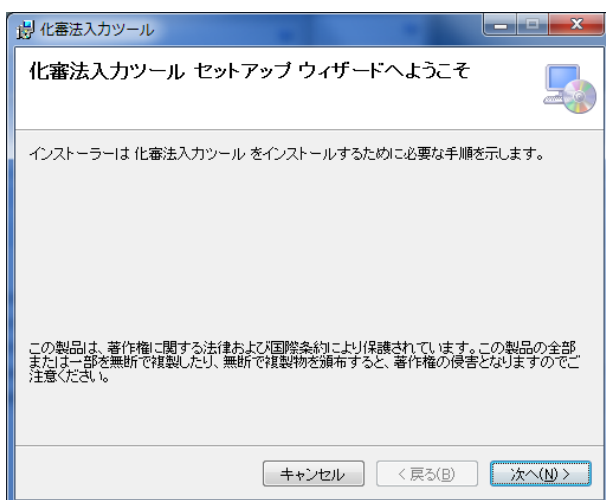 化審法入力ツール
化審法入力ツール セットアップ ウィザードへようこそ
インストーラーは 化審法入力ツール をインストールするために必要な手順を示します。
この製品は、著作権に関する法律および国際条約により保護されています。この製品の全部
または一部を無断で複製したり、無断で複製物を頒布すると、著作権の侵害となりますのでご
注意ください。
キャンセル < 戻る(B) 次へ(N) >